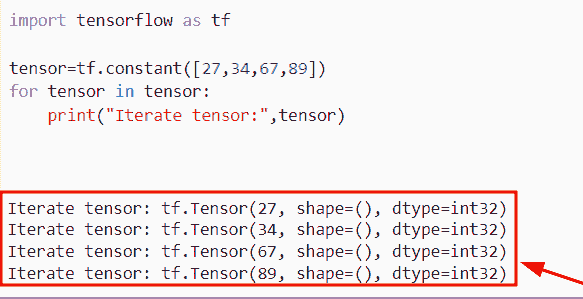 import tensorflow as tf
tensor=tf.constant([27,34,67,89])
for tensor in tensor:
    print("Iterate tensor:",tensor)
Iterate tensor: tf.Tensor(27, shape=(), dtype=int32)
Iterate tensor: tf.Tensor(34, shape=(), dtype=int32)
Iterate tensor: tf.Tensor(67, shape=(), dtype=int32)
Iterate tensor: tf.Tensor(89, shape=(), dtype=int32)